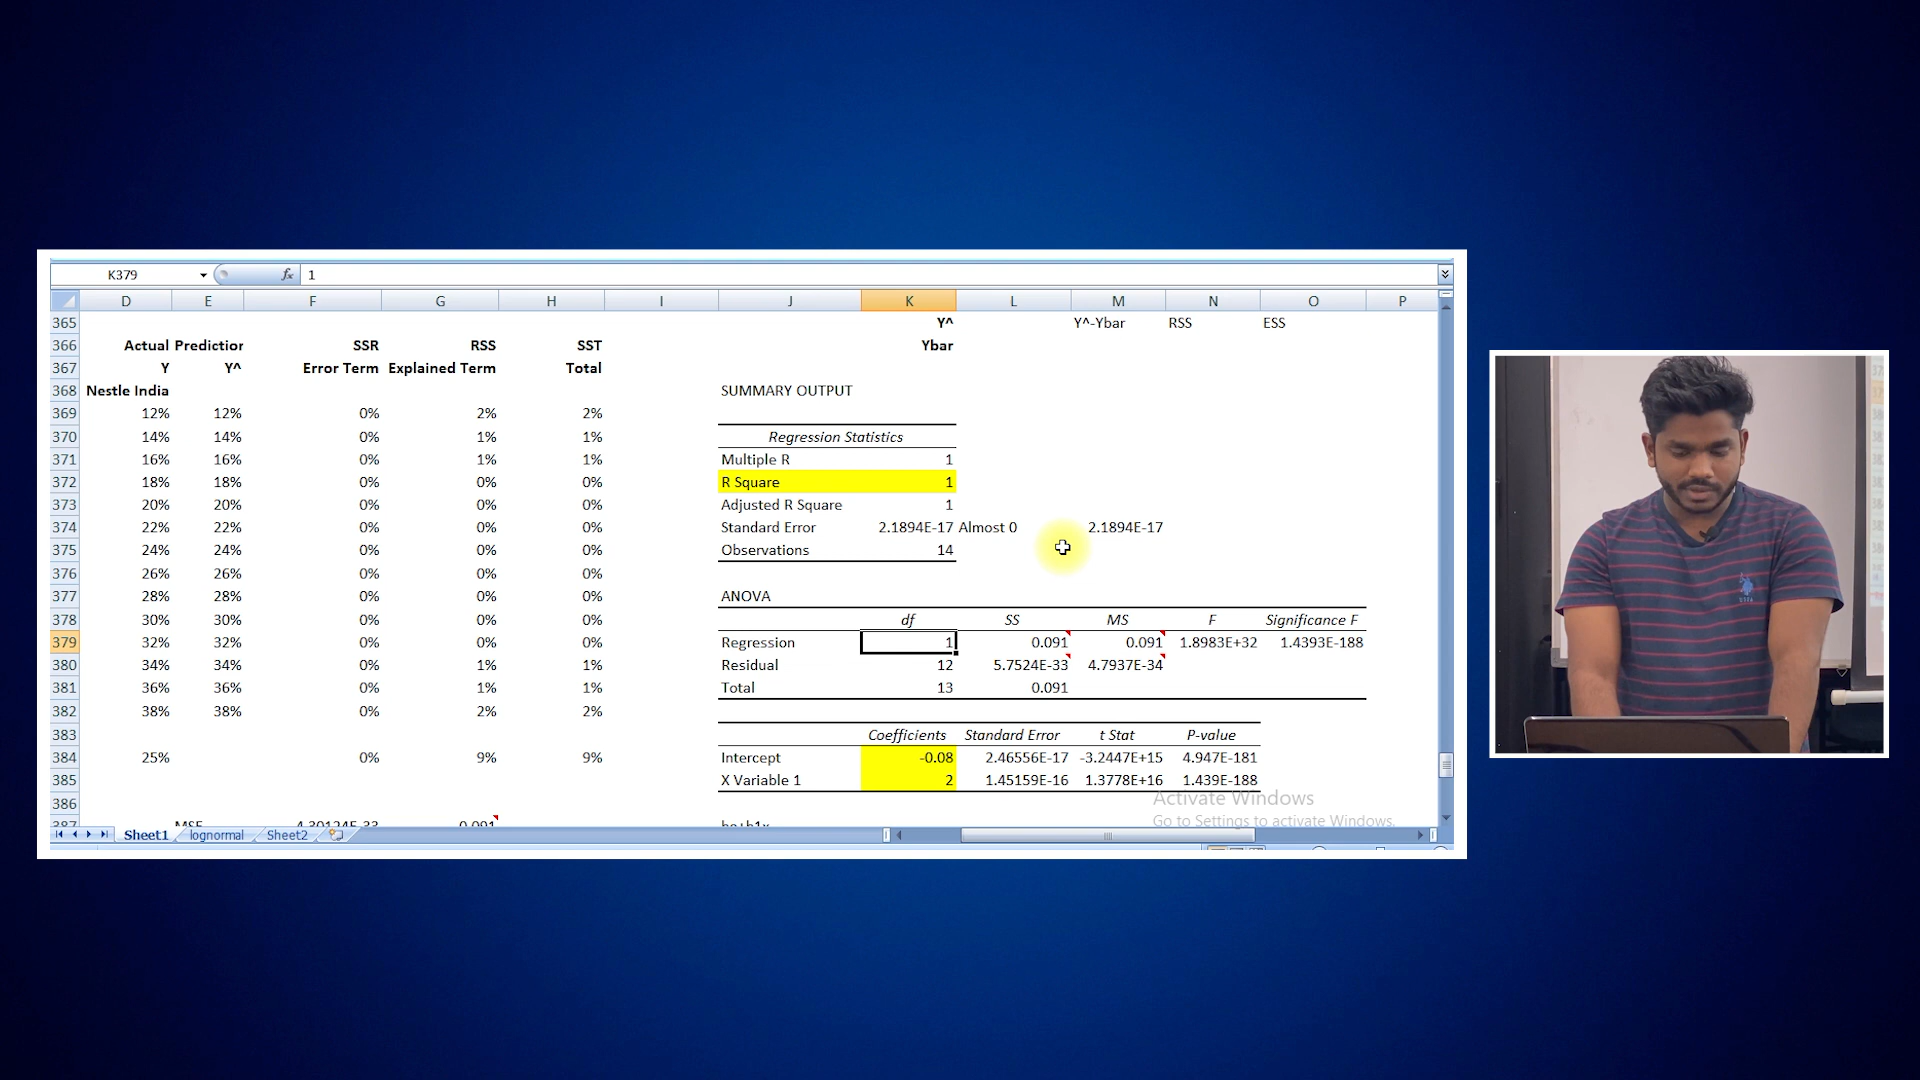 K379 fx 1
D E F G H I J K L M N O P
365 Y^ Y^-Ybar RSS ESS
366 Actual Prediction SSR RSS SST Ybar
367 Y Y^ Error Term Explained Term Total
368 Nestle India SUMMARY OUTPUT
369 12% 12% 0% 2% 2%
370 14% 14% 0% 1% 1% Regression Statistics
371 16% 16% 0% 1% 1% Multiple R 1
372 18% 18% 0% 0% 0% R Square 1
373 20% 20% 0% 0% 0% Adjusted R Square 1
374 22% 22% 0% 0% 0% Standard Error 2.1894E-17 Almost 0 2.1894E-17
375 24% 24% 0% 0% 0% Observations 14
376 26% 26% 0% 0% 0%
377 28% 28% 0% 0% 0% ANOVA
378 30% 30% 0% 0% 0% df SS MS F Significance F
379 32% 32% 0% 0% 0% Regression 1 0.091 0.091 1.8983E+32 1.4393E-188
380 34% 34% 0% 1% 1% Residual 12 5.7524E-33 4.7937E-34
381 36% 36% 0% 1% 1% Total 13 0.091
382 38% 38% 0% 2% 2%
383 Coefficients Standard Error t Stat P-value
384 25% 0% 9% 9% Intercept -0.08 2.46556E-17 -3.2447E+15 4.947E-181
385 X Variable 1 2 1.45159E-16 1.3778E+16 1.439E-188
386 Activate Windows
387 MSE 4.30124E-33 0.091 bo+b1x Go to Settings to activate Windows.
Sheet1 lognormal Sheet2